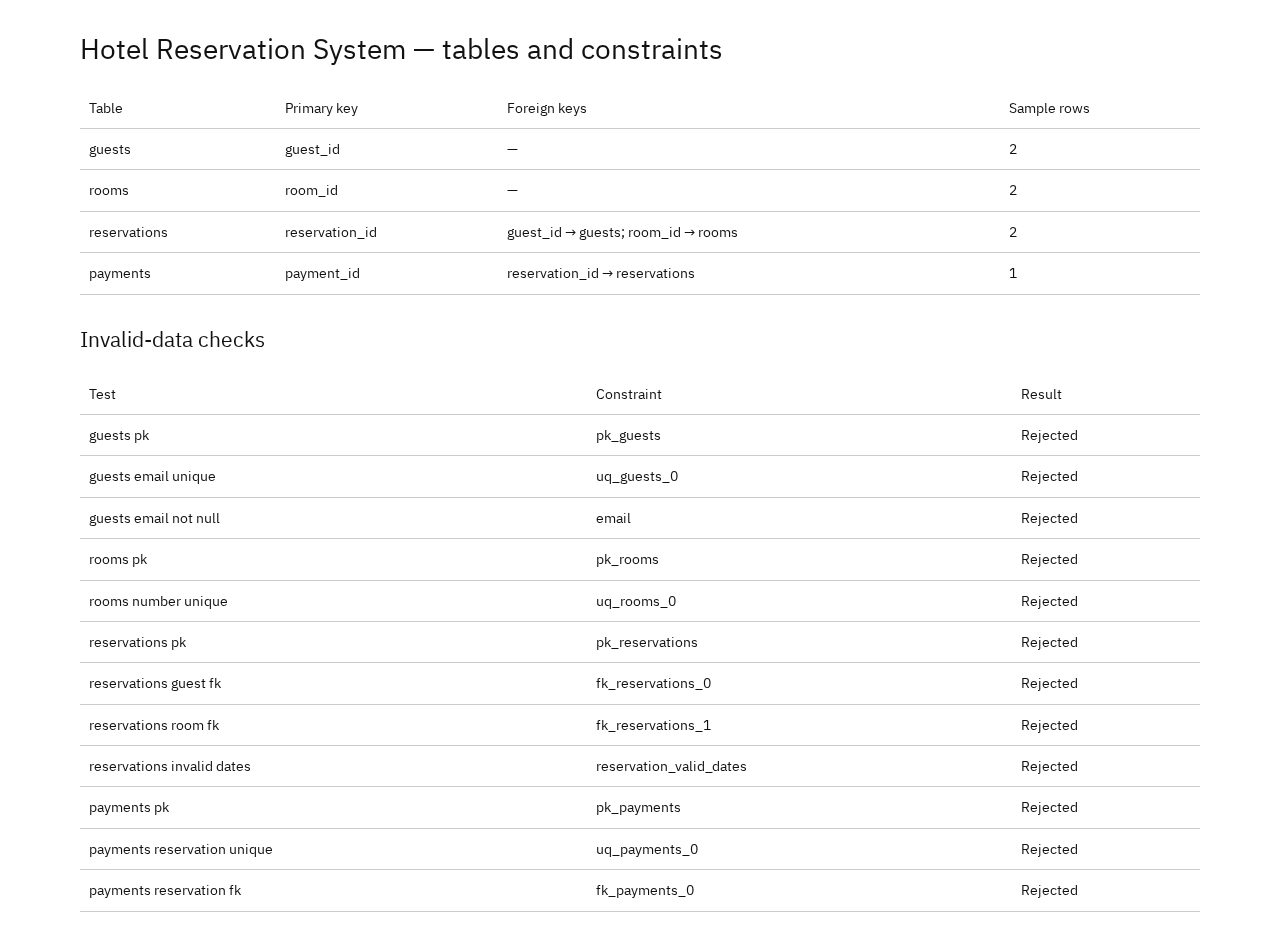 Hotel Reservation System — tables and constraints
Table Primary key Foreign keys Sample rows
guests guest_id — 2
rooms room_id — 2
reservations reservation_id guest_id → guests; room_id → rooms 2
payments payment_id reservation_id → reservations 1
Invalid-data checks
Test Constraint Result
guests pk pk_guests Rejected
guests email unique uq_guests_0 Rejected
guests email not null email Rejected
rooms pk pk_rooms Rejected
rooms number unique uq_rooms_0 Rejected
reservations pk pk_reservations Rejected
reservations guest fk fk_reservations_0 Rejected
reservations room fk fk_reservations_1 Rejected
reservations invalid dates reservation_valid_dates Rejected
payments pk pk_payments Rejected
payments reservation unique uq_payments_0 Rejected
payments reservation fk fk_payments_0 Rejected